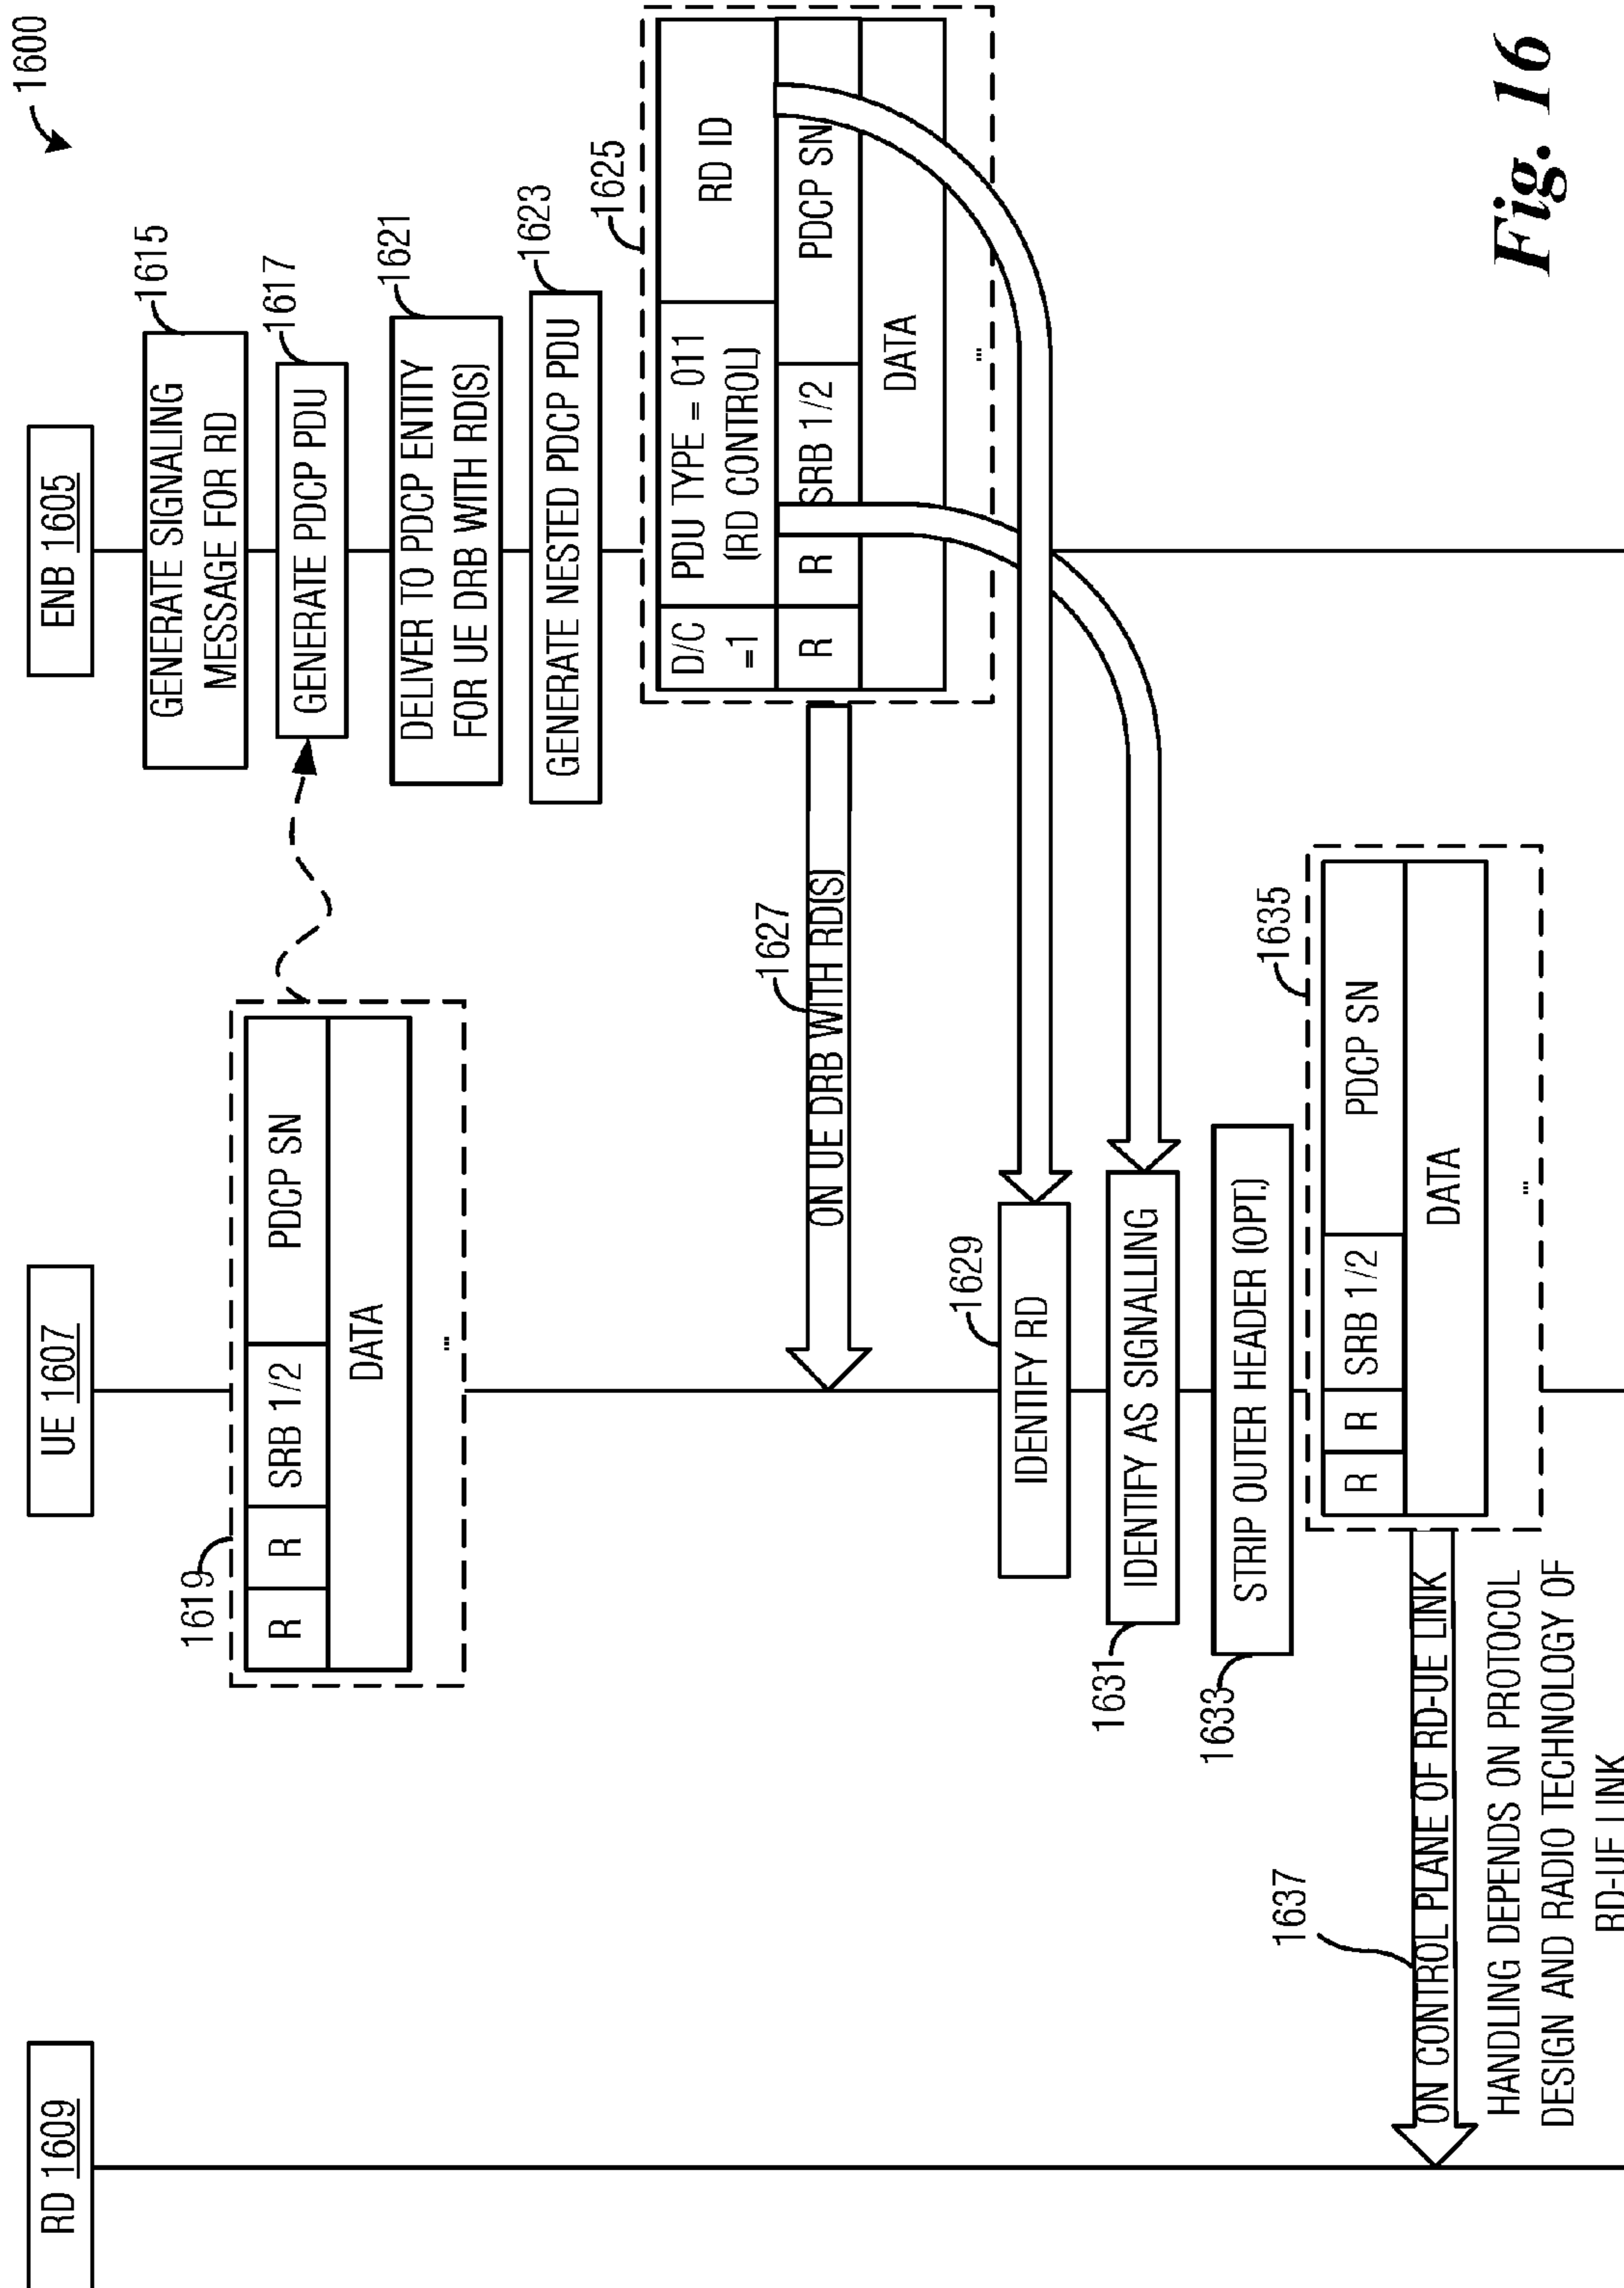 1600
RD 1609
UE 1607
ENB 1605
GENERATE SIGNALING
MESSAGE FOR RD
1615
GENERATE PDCP PDU
1617
1619
R
R
SRB 1/2
PDCP SN
DATA
...
DELIVER TO PDCP ENTITY
FOR UE DRB WITH RD(S)
1621
GENERATE NESTED PDCP PDU
1623
1625
D/C
=1
PDU TYPE = 011
(RD CONTROL)
RD ID
R
R
SRB 1/2
PDCP SN
DATA
...
1627
ON UE DRB WITH RD(S)
IDENTIFY RD
1629
IDENTIFY AS SIGNALLING
1631
STRIP OUTER HEADER (OPT.)
1633
1635
R
R
SRB 1/2
PDCP SN
DATA
...
1637
ON CONTROL PLANE OF RD-UE LINK
HANDLING DEPENDS ON PROTOCOL
DESIGN AND RADIO TECHNOLOGY OF
RD-UE LINK
Fig. 16